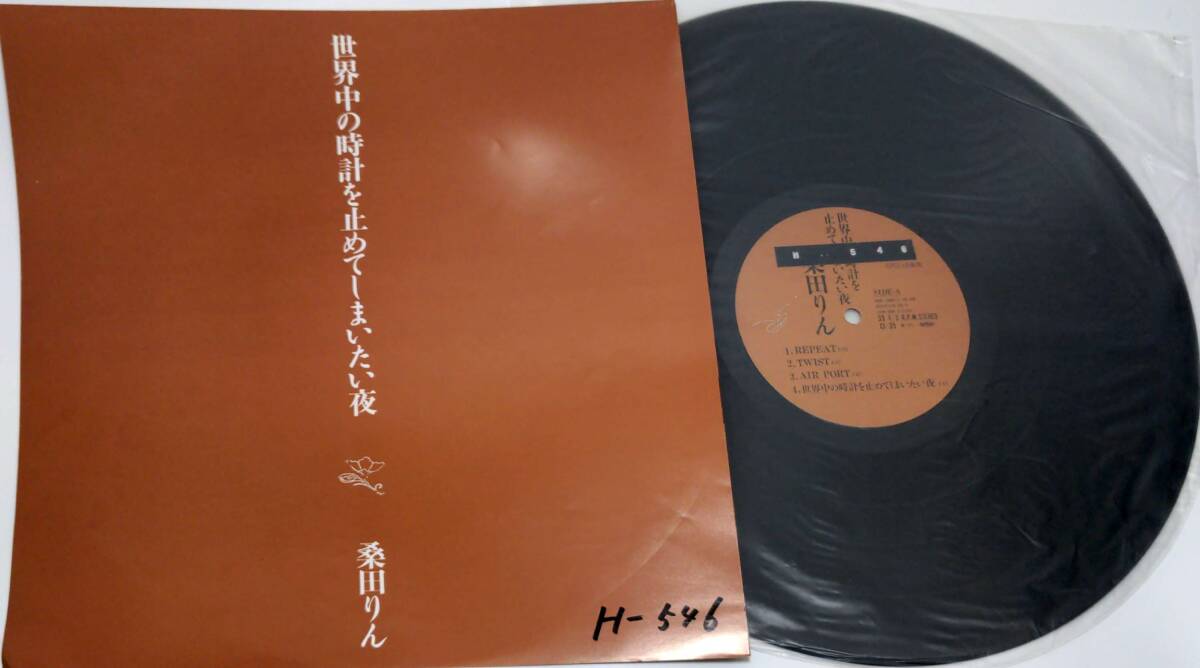 世界中の時計を止めてしまいたい夜
桑田りん
H-546
世界中の時計を
止めてしまいたい夜
桑田りん
H - 546
SIDE-A
1. REPEAT
2. TWIST
3. AIR PORT
4. 世界中の時計を止めてしまいたい夜